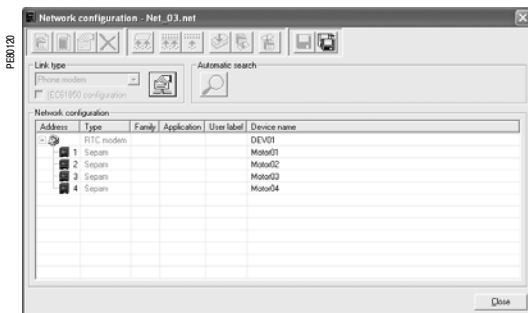 Network configuration - Net_03.net
PE80120
Link type
Automatic search
Phone modem
IEC61850 configuration
Network configuration
Address Type Family Application User label Device name
RTC modem DEV01
1 Sepam Motor01
2 Sepam Motor02
3 Sepam Motor03
4 Sepam Motor04
Close